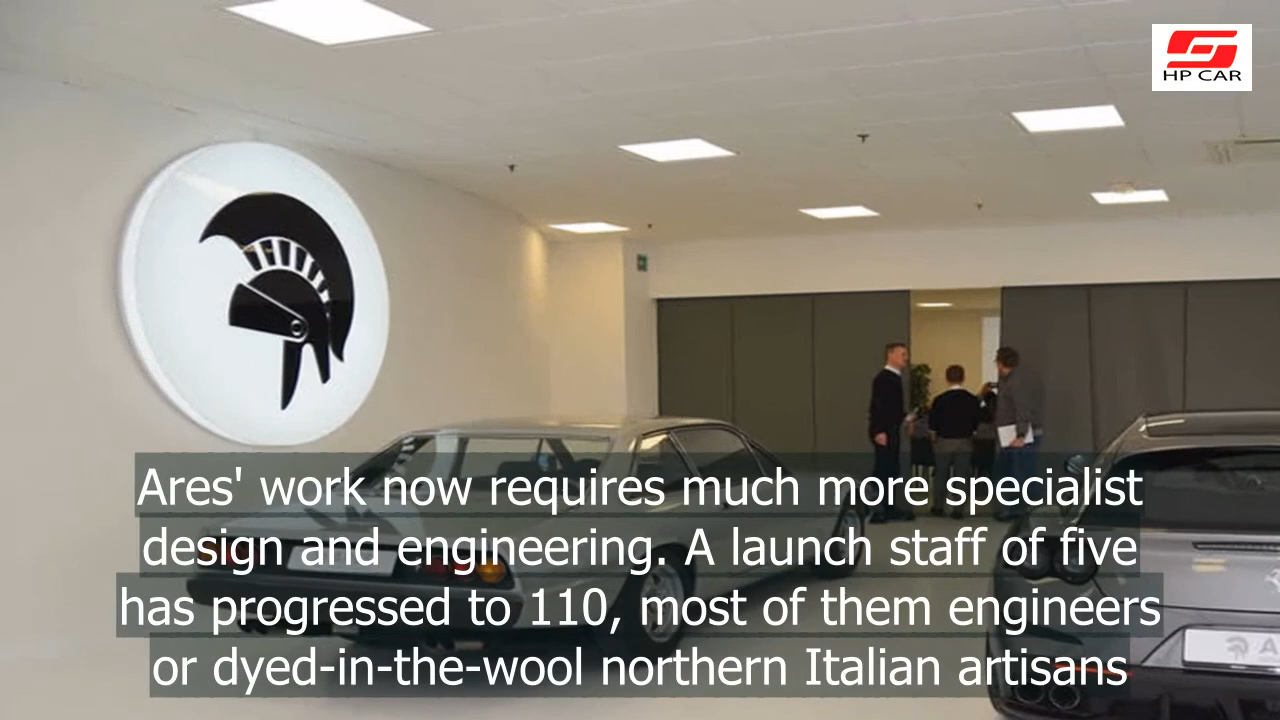 HP CAR
Ares' work now requires much more specialist
design and engineering. A launch staff of five
has progressed to 110, most of them engineers
or dyed-in-the-wool northern Italian artisans